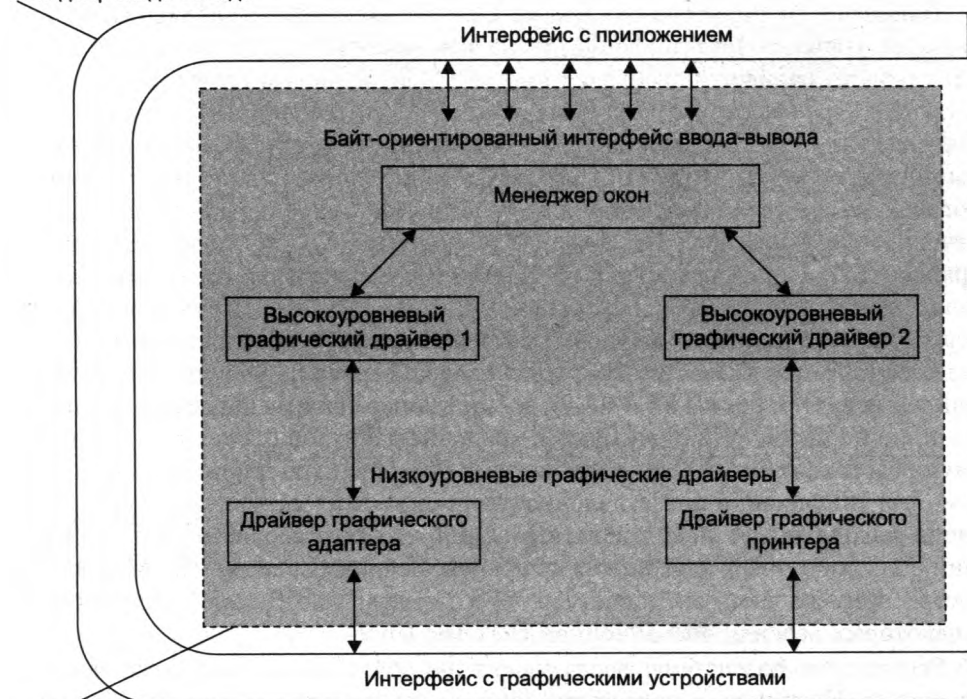 Интерфейс с приложением
Байт-ориентированный интерфейс ввода-вывода
Менеджер окон
Высокоуровневый
графический драйвер 1
Высокоуровневый
графический драйвер 2
Низкоуровневые графические драйверы
Драйвер графического
адаптера
Драйвер графического
принтера
Интерфейс с графическими устройствами